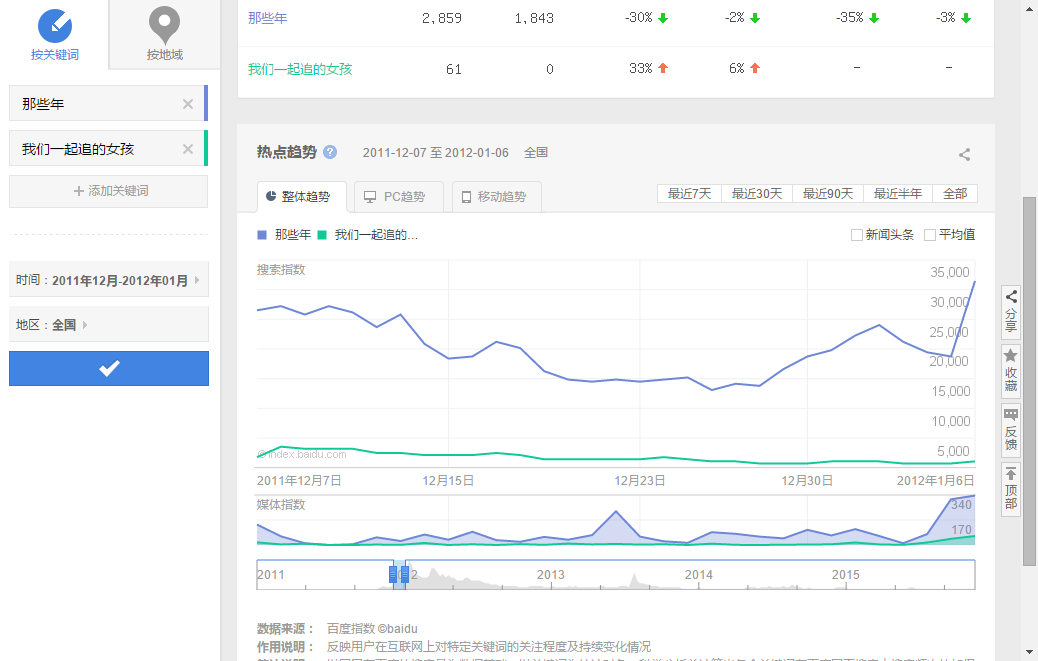 按关键词
按地域
那些年
我们一起追的女孩
添加关键词
时间：2011年12月-2012年01月
地区：全国
那些年 2,859 1,843 -30% -2% -35% -3%
我们一起追的女孩 61 0 33% 6% - -
热点趋势 ? 2011-12-07 至 2012-01-06 全国
整体趋势 PC趋势 移动趋势 最近7天 最近30天 最近90天 最近半年 全部
那些年 我们一起追的... 新闻头条 平均值
搜索指数
35,000
30,000
25,000
20,000
15,000
10,000
5,000
©index.baidu.com
2011年12月7日 12月15日 12月23日 12月30日 2012年1月6日
媒体指数
340
170
2011 2013 2014 2015
数据来源： 百度指数 ©baidu
作用说明： 反映用户在互联网上对特定关键词的关注程度及持续变化情况
分享
收藏
反馈
顶部